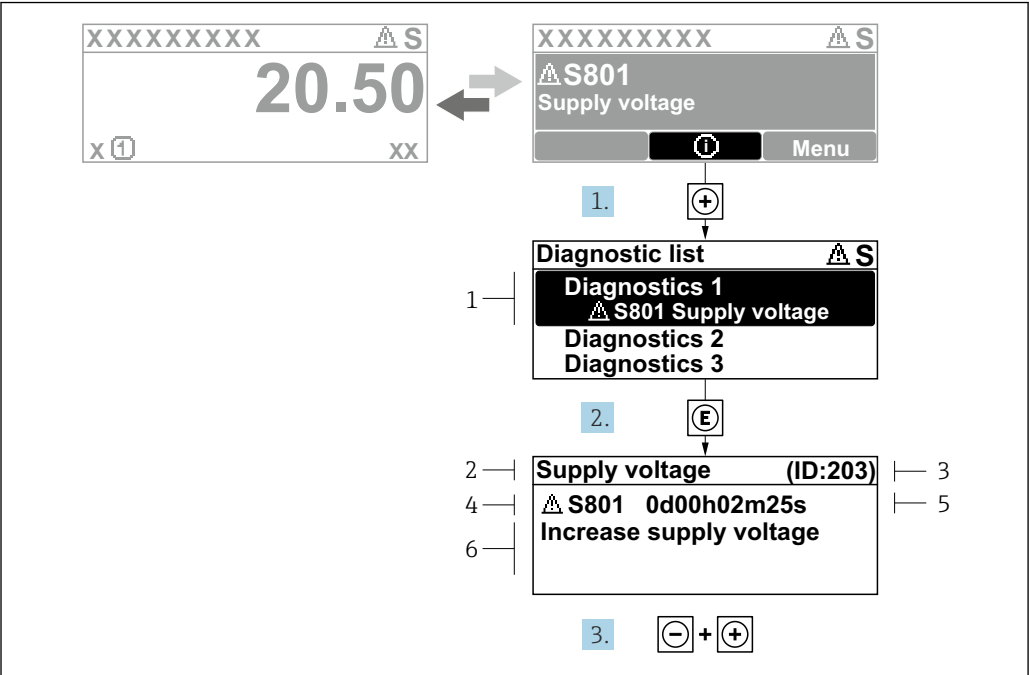 XXXXXXXXX ⚠ S
20.50
X 1 XX
XXXXXXXXX ⚠ S
⚠ S801
Supply voltage
i Menu
1. +
Diagnostic list ⚠ S
1
Diagnostics 1
⚠ S801 Supply voltage
Diagnostics 2
Diagnostics 3
2. E
2 Supply voltage (ID:203) 3
4 ⚠ S801 0d00h02m25s 5
6 Increase supply voltage
3. - + +